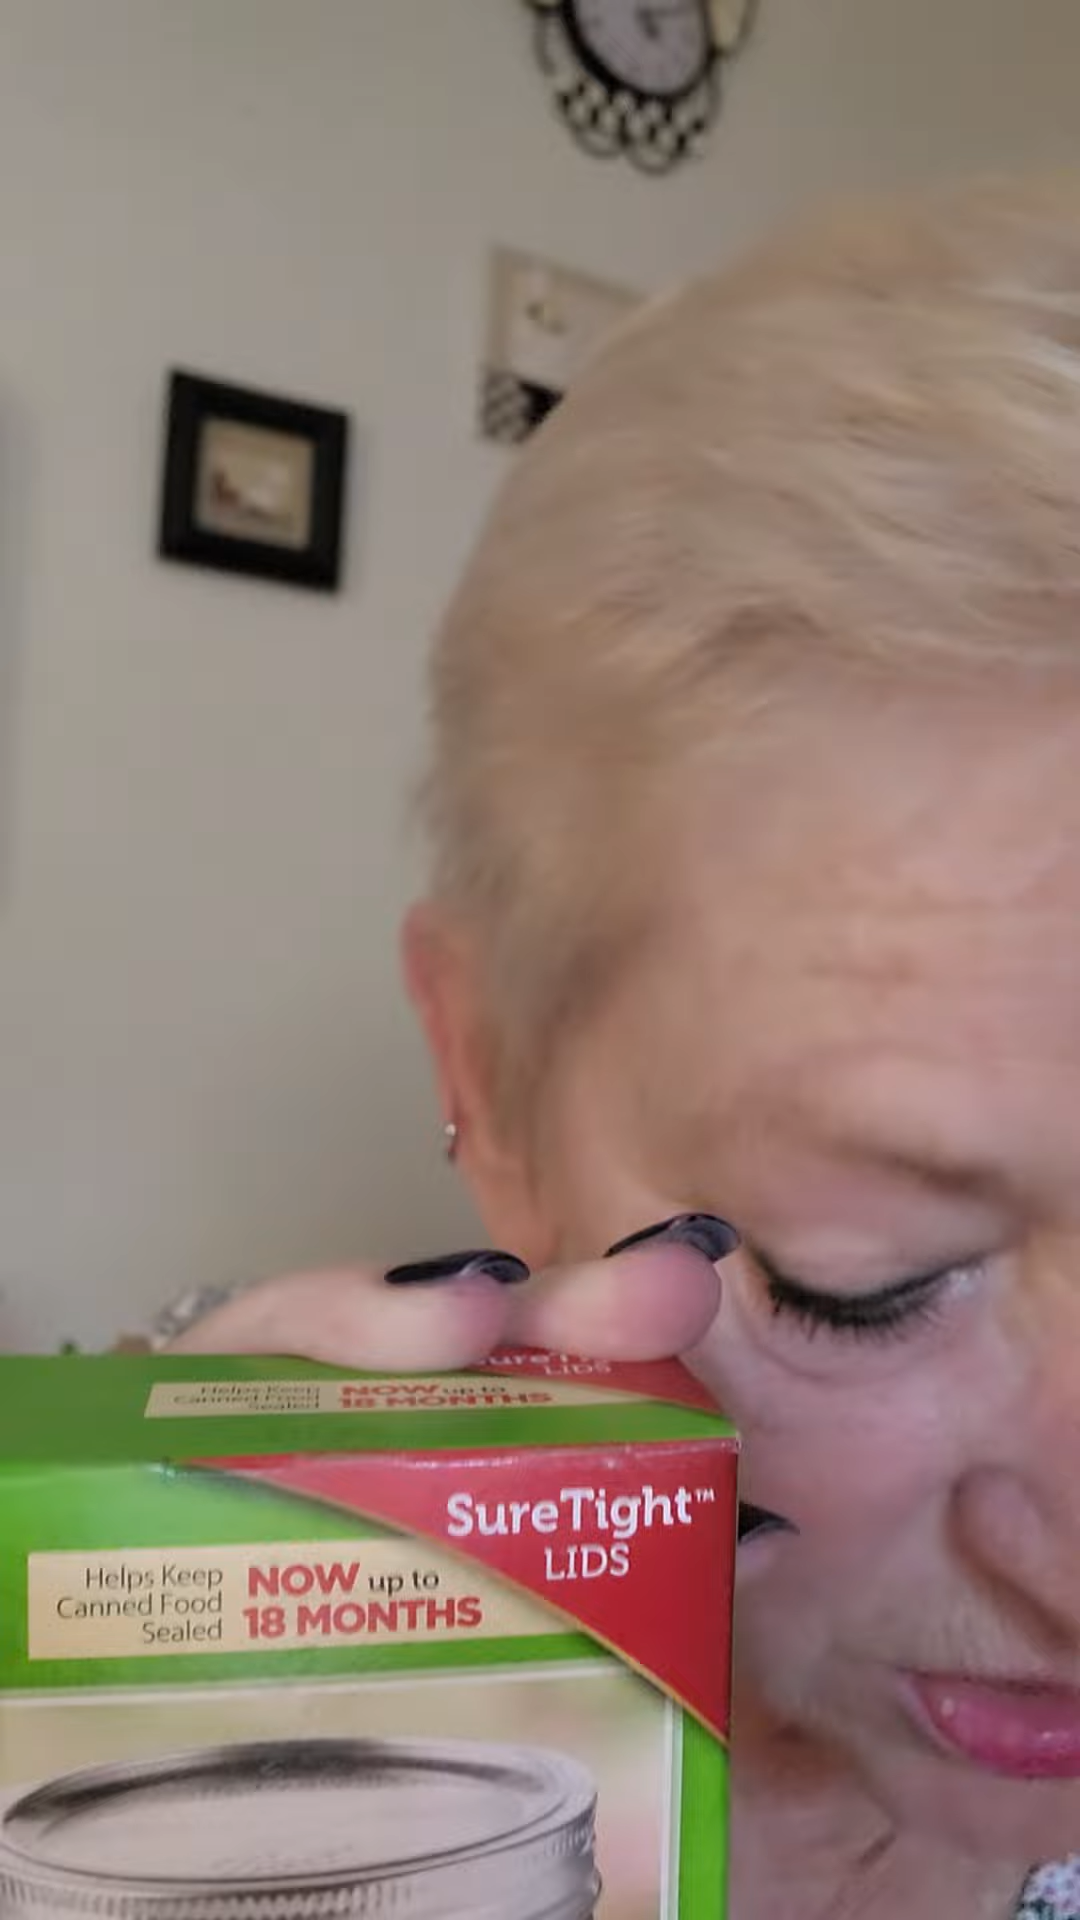 SureT
LIDS
Helps Keep
Canned Food
Sealed
NOW up to
18 MONTHS
SureTight™
LIDS
Helps Keep
Canned Food
Sealed
NOW up to
18 MONTHS